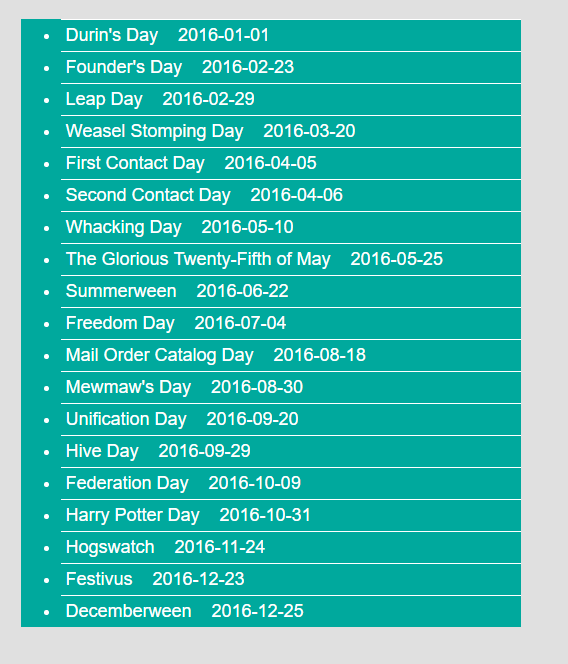 Durin's Day 2016-01-01
Founder's Day 2016-02-23
Leap Day 2016-02-29
Weasel Stomping Day 2016-03-20
First Contact Day 2016-04-05
Second Contact Day 2016-04-06
Whacking Day 2016-05-10
The Glorious Twenty-Fifth of May 2016-05-25
Summerween 2016-06-22
Freedom Day 2016-07-04
Mail Order Catalog Day 2016-08-18
Mewmaw's Day 2016-08-30
Unification Day 2016-09-20
Hive Day 2016-09-29
Federation Day 2016-10-09
Harry Potter Day 2016-10-31
Hogswatch 2016-11-24
Festivus 2016-12-23
Decemberween 2016-12-25